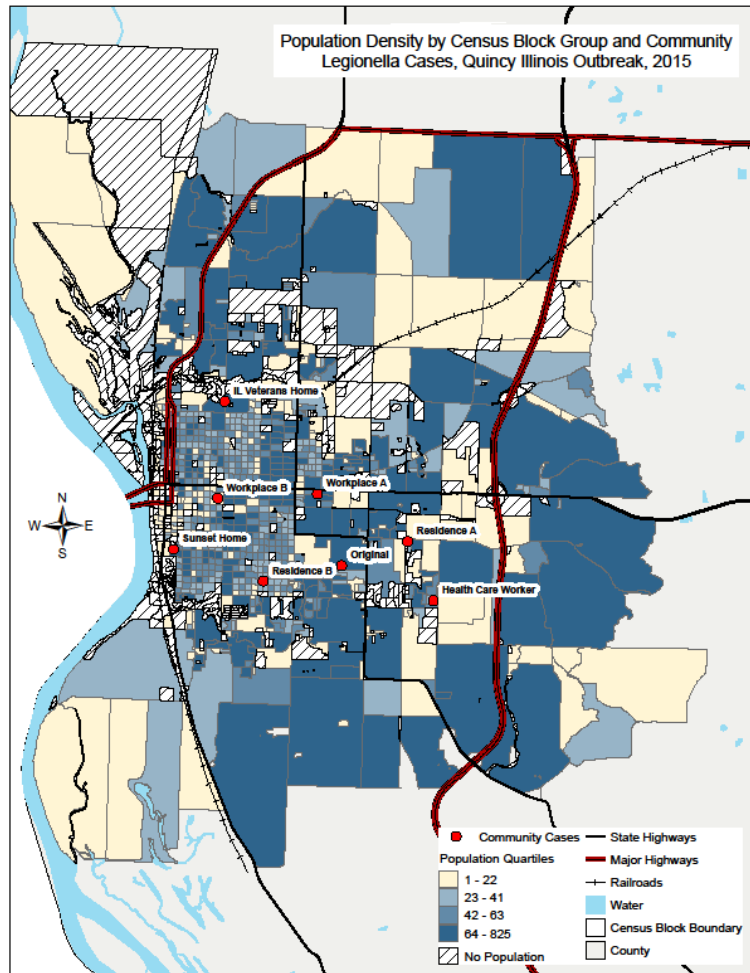 Population Density by Census Block Group and Community
Legionella Cases, Quincy Illinois Outbreak, 2015
IL Veterans Home
Workplace B
Workplace A
Sunset Home
Residence A
Original
Residence B
Health Care Worker
N
W
E
S
Community Cases
Population Quartiles
1 - 22
23 - 41
42 - 63
64 - 825
No Population
State Highways
Major Highways
Railroads
Water
Census Block Boundary
County